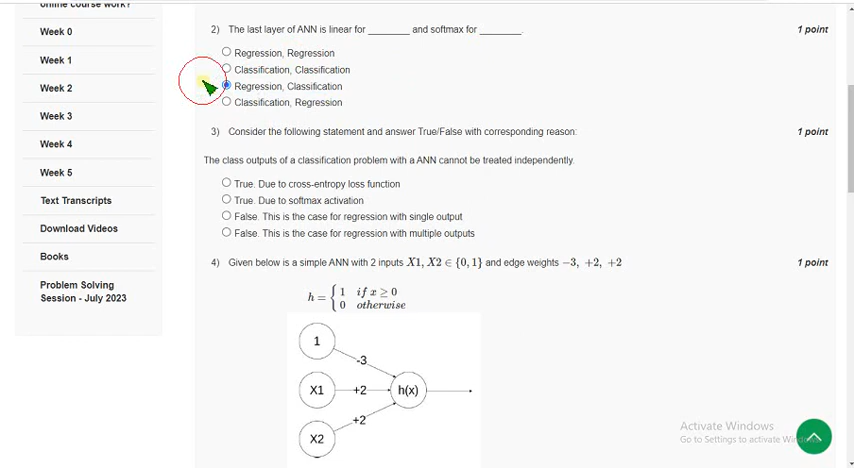 online course work?
Week 0
Week 1
Week 2
Week 3
Week 4
Week 5
Text Transcripts
Download Videos
Books
Problem Solving
Session - July 2023
2) The last layer of ANN is linear for ________ and softmax for ________. 1 point
Regression, Regression
Classification, Classification
Regression, Classification
Classification, Regression
3) Consider the following statement and answer True/False with corresponding reason: 1 point
The class outputs of a classification problem with a ANN cannot be treated independently.
True. Due to cross-entropy loss function
True. Due to softmax activation
False. This is the case for regression with single output
False. This is the case for regression with multiple outputs
4) Given below is a simple ANN with 2 inputs X1, X2 ∈ {0, 1} and edge weights −3, +2, +2 1 point
h = { 1 if x ≥ 0
0 otherwise
1
-3
X1 +2 h(x)
+2
X2
Activate Windows
Go to Settings to activate